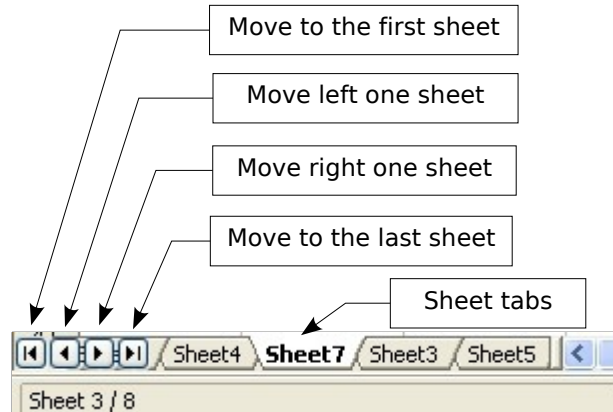 Move to the first sheet
Move left one sheet
Move right one sheet
Move to the last sheet
Sheet tabs
Sheet4 Sheet7 Sheet3 Sheet5
Sheet 3 / 8